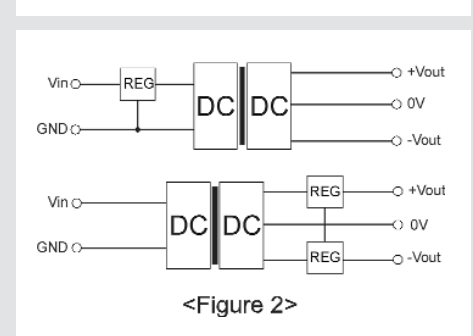 Vin REG +Vout
DC DC 0V
GND -Vout
Vin REG +Vout
DC DC 0V
GND REG -Vout
<Figure 2>